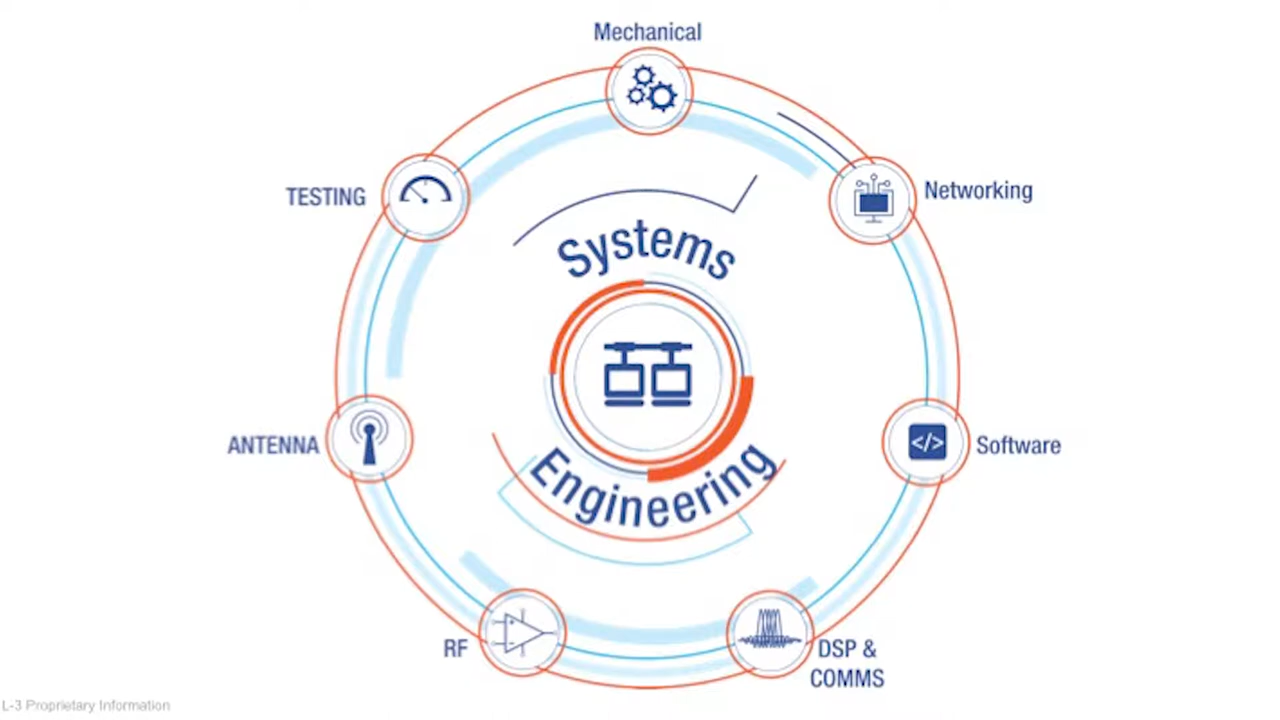 Mechanical
TESTING
Networking
Systems
Engineering
ANTENNA
</>
Software
RF
DSP &
COMMS
L-3 Proprietary Information